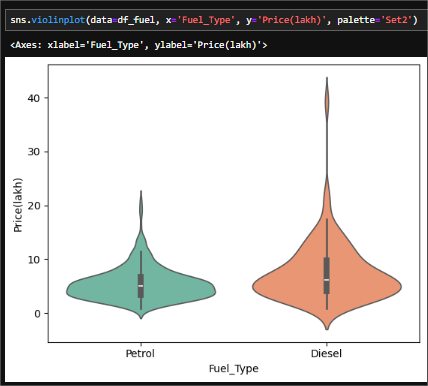 sns.violinplot(data=df_fuel, x='Fuel_Type', y='Price(lakh)', palette='Set2')
<Axes: xlabel='Fuel_Type', ylabel='Price(lakh)'>
40
30
20
10
0
Price(lakh)
Petrol
Diesel
Fuel_Type